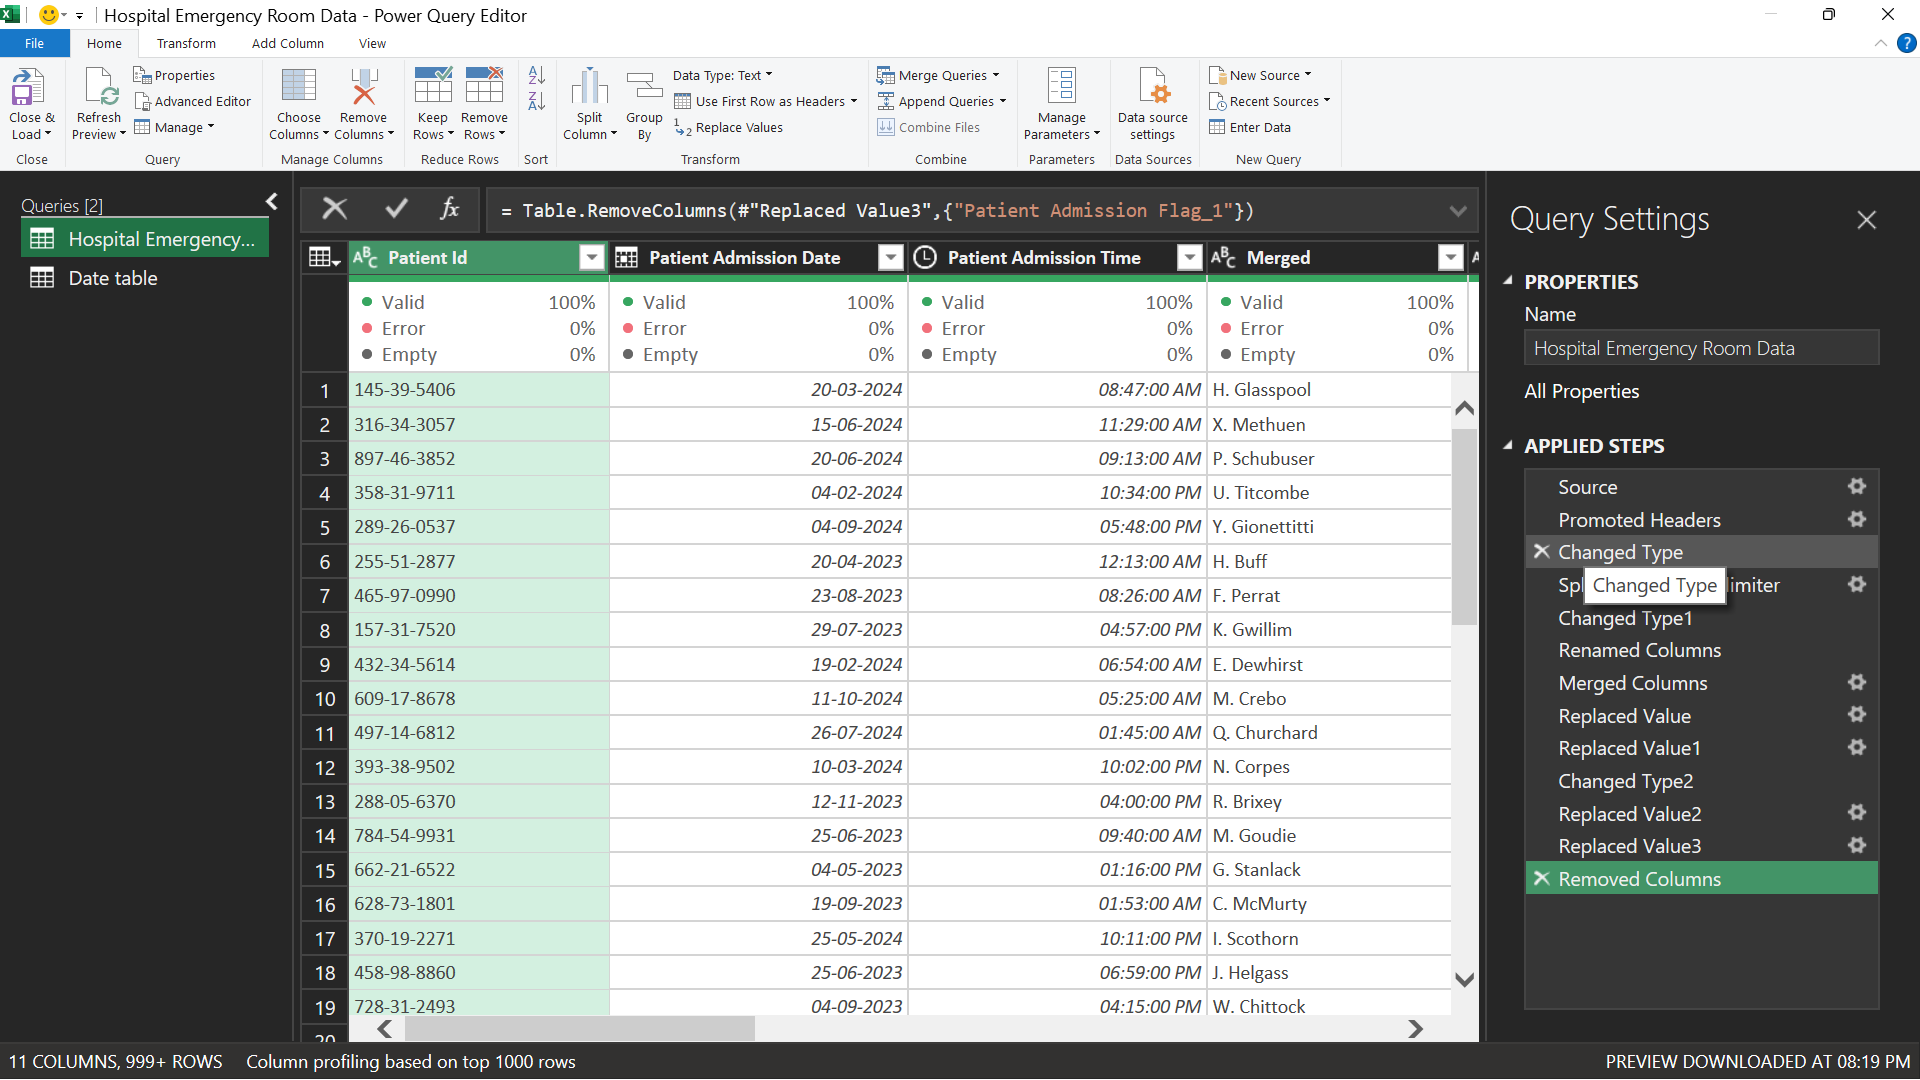 Hospital Emergency Room Data - Power Query Editor
File Home Transform Add Column View
Close & Load
Close
Refresh Preview
Properties
Advanced Editor
Manage
Query
Choose Columns
Remove Columns
Manage Columns
Keep Rows
Remove Rows
Reduce Rows
Sort
Split Column
Group By
Data Type: Text
Use First Row as Headers
Replace Values
Transform
Merge Queries
Append Queries
Combine Files
Combine
Manage Parameters
Parameters
Data source settings
Data Sources
New Source
Recent Sources
Enter Data
New Query
Queries [2]
Hospital Emergency...
Date table
fx = Table.RemoveColumns(#"Replaced Value3",{"Patient Admission Flag_1"})
Patient Id Patient Admission Date Patient Admission Time Merged
Valid 100% Valid 100% Valid 100% Valid 100%
Error 0% Error 0% Error 0% Error 0%
Empty 0% Empty 0% Empty 0% Empty 0%
1 145-39-5406 20-03-2024 08:47:00 AM H. Glasspool
2 316-34-3057 15-06-2024 11:29:00 AM X. Methuen
3 897-46-3852 20-06-2024 09:13:00 AM P. Schubuser
4 358-31-9711 04-02-2024 10:34:00 PM U. Titcombe
5 289-26-0537 04-09-2024 05:48:00 PM Y. Gionettitti
6 255-51-2877 20-04-2023 12:13:00 AM H. Buff
7 465-97-0990 23-08-2023 08:26:00 AM F. Perrat
8 157-31-7520 29-07-2023 04:57:00 PM K. Gwillim
9 432-34-5614 19-02-2024 06:54:00 AM E. Dewhirst
10 609-17-8678 11-10-2024 05:25:00 AM M. Crebo
11 497-14-6812 26-07-2024 01:45:00 AM Q. Churchard
12 393-38-9502 10-03-2024 10:02:00 PM N. Corpes
13 288-05-6370 12-11-2023 04:00:00 PM R. Brixey
14 784-54-9931 25-06-2023 09:40:00 AM M. Goudie
15 662-21-6522 04-05-2023 01:16:00 PM G. Stanlack
16 628-73-1801 19-09-2023 01:53:00 AM C. McMurty
17 370-19-2271 25-05-2024 10:11:00 PM I. Scothorn
18 458-98-8860 25-06-2023 06:59:00 PM J. Helgass
19 728-31-2493 04-09-2023 04:15:00 PM W. Chittock
20
Query Settings
PROPERTIES
Name
Hospital Emergency Room Data
All Properties
APPLIED STEPS
Source
Promoted Headers
Changed Type
Changed Type
Changed Type1
Renamed Columns
Merged Columns
Replaced Value
Replaced Value1
Changed Type2
Replaced Value2
Replaced Value3
Removed Columns
11 COLUMNS, 999+ ROWS Column profiling based on top 1000 rows
PREVIEW DOWNLOADED AT 08:19 PM